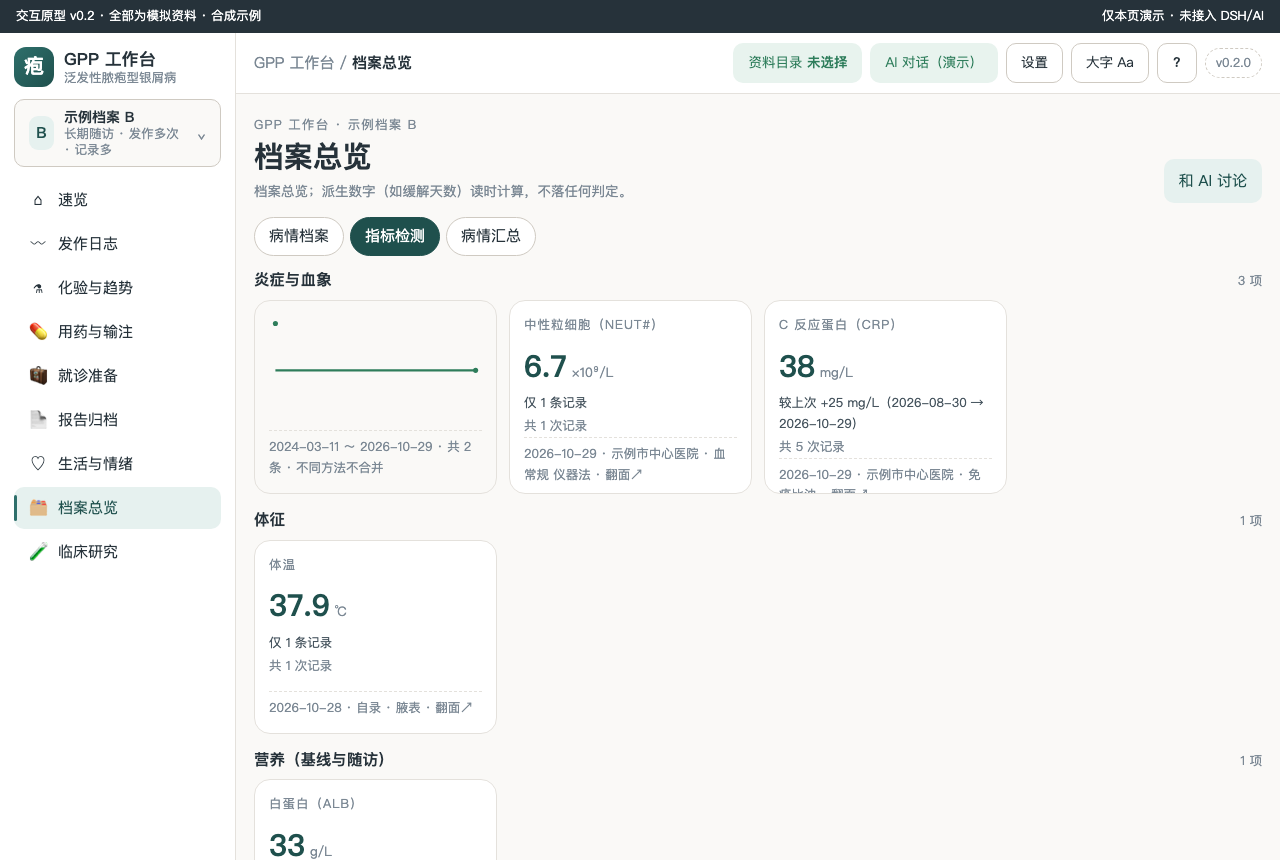 交互原型 v0.2 · 全部为模拟资料 · 合成示例
仅本页演示 · 未接入 DSH/AI
疱
GPP 工作台
泛发性脓疱型银屑病
B
示例档案 B
长期随访 · 发作多次
· 记录多
速览
发作日志
化验与趋势
用药与输注
就诊准备
报告归档
生活与情绪
档案总览
临床研究
GPP 工作台 / 档案总览
资料目录 未选择
AI 对话（演示）
设置
大字 Aa
?
v0.2.0
GPP 工作台 · 示例档案 B
档案总览
档案总览；派生数字（如缓解天数）读时计算，不落任何判定。
和 AI 讨论
病情档案
指标检测
病情汇总
炎症与血象
3 项
2024-03-11 ～ 2026-10-29 · 共 2
条 · 不同方法不合并
中性粒细胞（NEUT#）
6.7 ×10⁹/L
仅 1 条记录
共 1 次记录
2026-10-29 · 示例市中心医院 · 血
常规 仪器法 · 翻面↗
C 反应蛋白（CRP）
38 mg/L
较上次 +25 mg/L（2026-08-30 →
2026-10-29）
共 5 次记录
2026-10-29 · 示例市中心医院 · 免
体征
1 项
体温
37.9 ℃
仅 1 条记录
共 1 次记录
2026-10-28 · 自录 · 腋表 · 翻面↗
营养（基线与随访）
1 项
白蛋白（ALB）
33 g/L